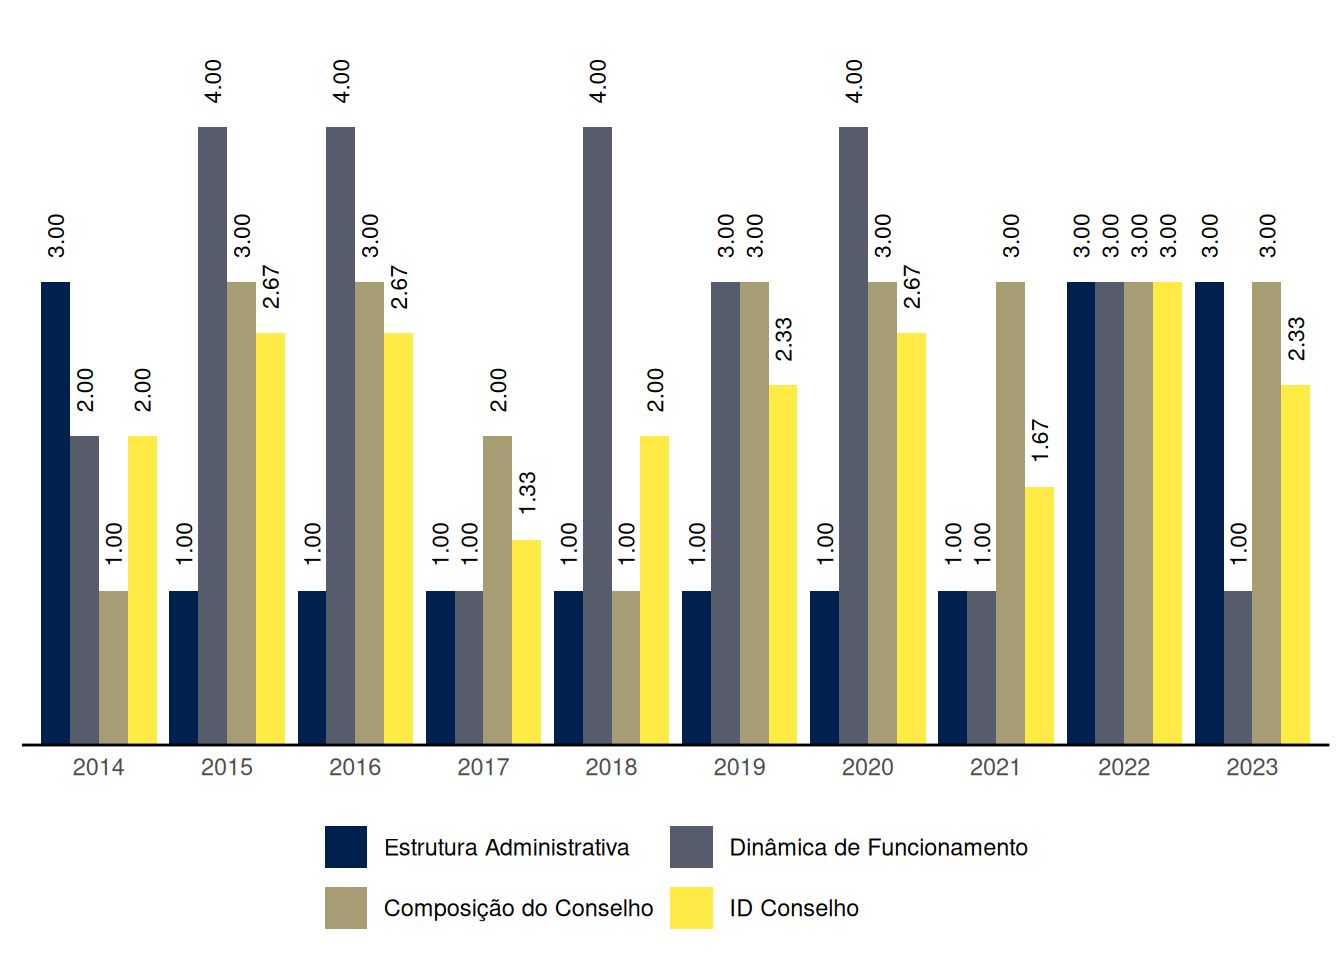 4.00 4.00 4.00 4.00
3.00 3.00 3.00 3.00 3.00 3.00 3.00 3.00 3.00 3.00 3.00 3.00 3.00
2.67 2.67 2.67
2.33 2.33
2.00 2.00 2.00 2.00
1.67
1.33
1.00 1.00 1.00 1.00 1.00 1.00 1.00 1.00 1.00 1.00 1.00 1.00
2014 2015 2016 2017 2018 2019 2020 2021 2022 2023
Estrutura Administrativa Dinâmica de Funcionamento
Composição do Conselho ID Conselho